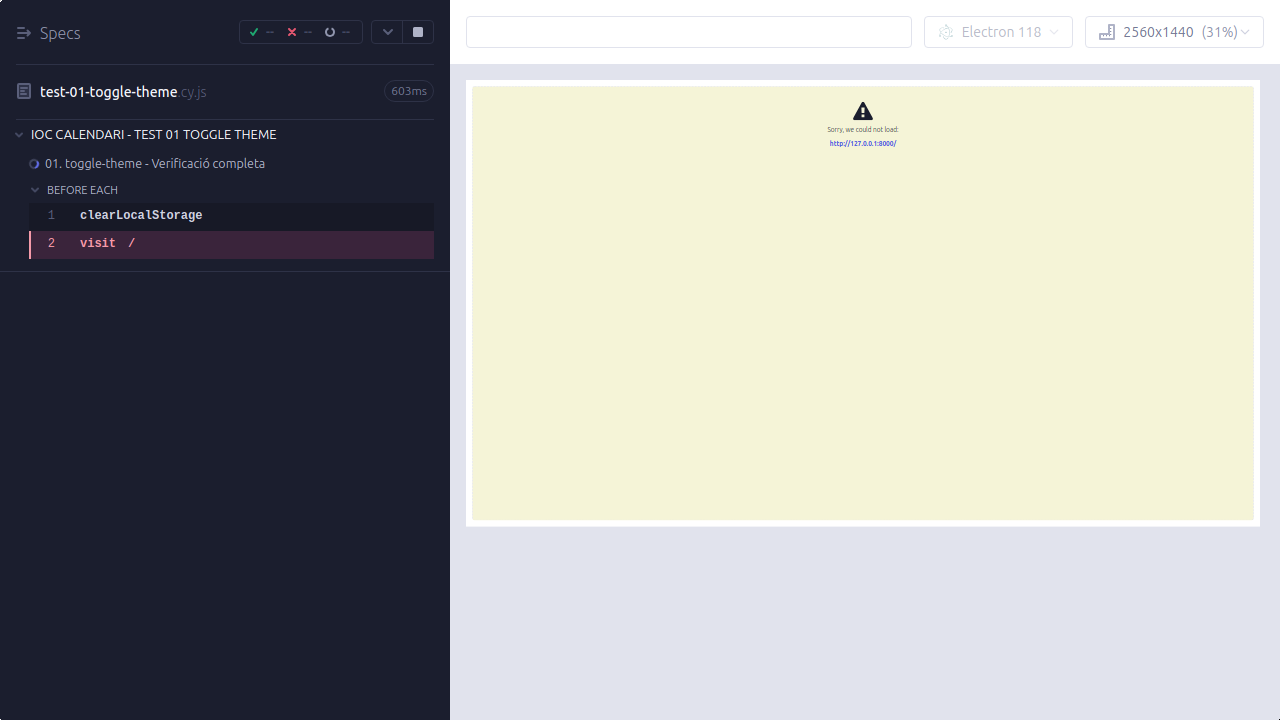 Specs
-- -- --
test-01-toggle-theme.cy.js
603ms
IOC CALENDARI - TEST 01 TOGGLE THEME
01. toggle-theme - Verificació completa
BEFORE EACH
1 clearLocalStorage
2 visit /
Electron 118
2560x1440 (31%)
Sorry, we could not load:
http://127.0.0.1:8000/